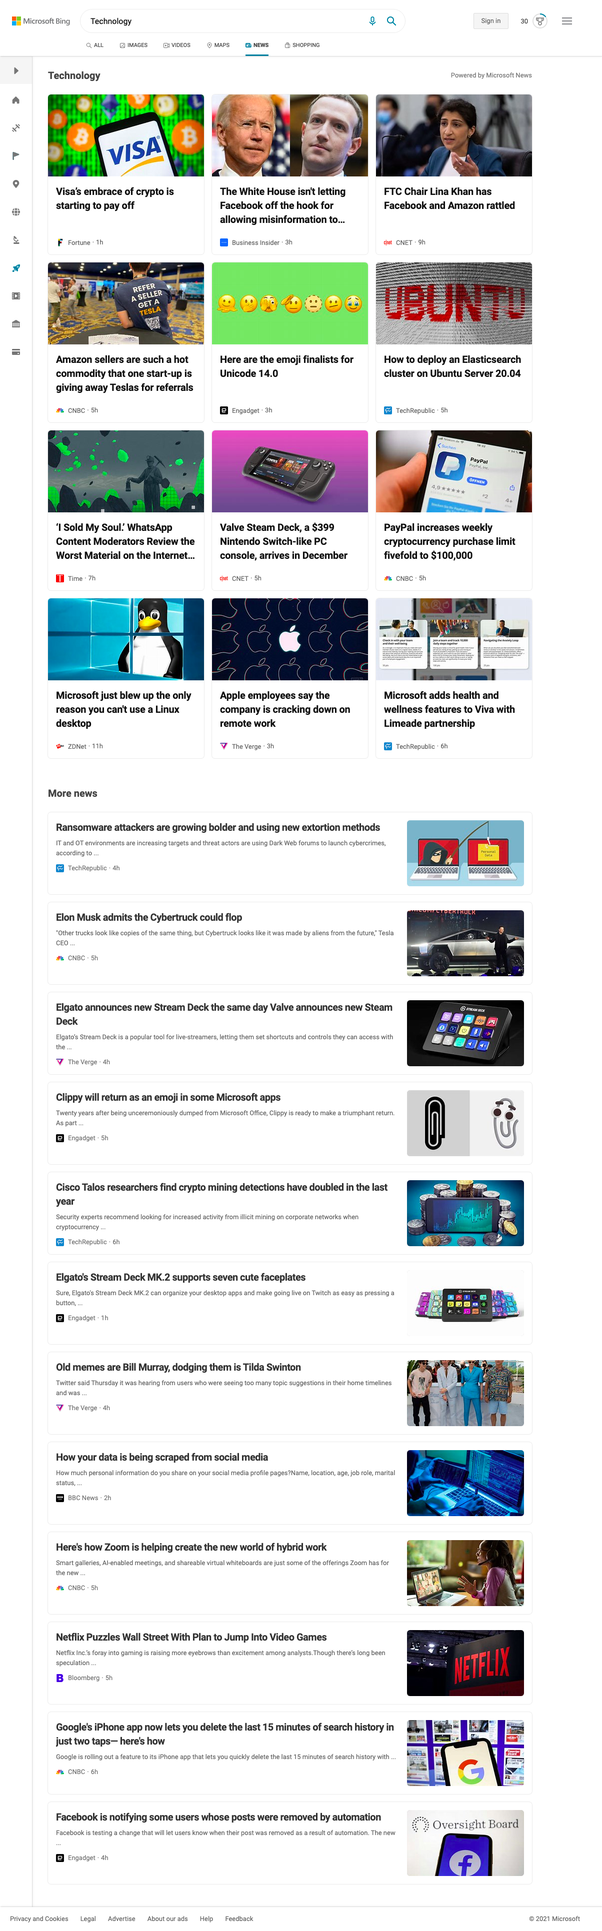 Microsoft Bing
Technology
Sign in
30
ALL
IMAGES
VIDEOS
MAPS
NEWS
SHOPPING
Technology
Powered by Microsoft News
VISA
Visa's embrace of crypto is
starting to pay off
Fortune · 1h
The White House isn't letting
Facebook off the hook for
allowing misinformation to...
Business Insider · 3h
FTC Chair Lina Khan has
Facebook and Amazon rattled
CNET · 9h
REFER
A SELLER
GET A
TESLA
Amazon sellers are such a hot
commodity that one start-up is
giving away Teslas for referrals
CNBC · 5h
Here are the emoji finalists for
Unicode 14.0
Engadget · 3h
UBUNTU
How to deploy an Elasticsearch
cluster on Ubuntu Server 20.04
TechRepublic · 5h
'I Sold My Soul.' WhatsApp
Content Moderators Review the
Worst Material on the Internet...
Time · 7h
Valve Steam Deck, a $399
Nintendo Switch-like PC
console, arrives in December
CNET · 5h
PayPal
PayPal increases weekly
cryptocurrency purchase limit
fivefold to $100,000
CNBC · 5h
Microsoft just blew up the only
reason you can't use a Linux
desktop
ZDNet · 11h
Apple employees say the
company is cracking down on
remote work
The Verge · 3h
Microsoft adds health and
wellness features to Viva with
Limeade partnership
TechRepublic · 6h
More news
Ransomware attackers are growing bolder and using new extortion methods
IT and OT environments are increasing targets and threat actors are using Dark Web forums to launch cybercrimes,
according to ...
TechRepublic · 4h
Elon Musk admits the Cybertruck could flop
"Other trucks look like copies of the same thing, but Cybertruck looks like it was made by aliens from the future," Tesla
CEO ...
CNBC · 5h
Elgato announces new Stream Deck the same day Valve announces new Steam
Deck
Elgato's Stream Deck is a popular tool for live-streamers, letting them set shortcuts and controls they can access with
the ...
The Verge · 4h
STREAM DECK
Clippy will return as an emoji in some Microsoft apps
Twenty years after being unceremoniously dumped from Microsoft Office, Clippy is ready to make a triumphant return.
As part ...
Engadget · 5h
Cisco Talos researchers find crypto mining detections have doubled in the last
year
Security experts recommend looking for increased activity from illicit mining on corporate networks when
cryptocurrency ...
TechRepublic · 6h
Elgato's Stream Deck MK.2 supports seven cute faceplates
Sure, Elgato's Stream Deck MK.2 can organize your desktop apps and make going live on Twitch as easy as pressing a
button, ...
Engadget · 1h
Old memes are Bill Murray, dodging them is Tilda Swinton
Twitter said Thursday it was hearing from users who were seeing too many topic suggestions in their home timelines
and was ...
The Verge · 4h
How your data is being scraped from social media
How much personal information do you share on your social media profile pages?Name, location, age, job role, marital
status, ...
BBC News · 2h
Here's how Zoom is helping create the new world of hybrid work
Smart galleries, AI-enabled meetings, and shareable virtual whiteboards are just some of the offerings Zoom has for
the new ...
CNBC · 5h
Netflix Puzzles Wall Street With Plan to Jump Into Video Games
Netflix Inc.'s foray into gaming is raising more eyebrows than excitement among analysts.Though there's long been
speculation ...
Bloomberg · 5h
NETFLIX
Google's iPhone app now lets you delete the last 15 minutes of search history in
just two taps— here's how
Google is rolling out a feature to its iPhone app that lets you quickly delete the last 15 minutes of search history with ...
CNBC · 6h
Facebook is notifying some users whose posts were removed by automation
Facebook is testing a change that will let users know when their post was removed as a result of automation. The new
...
Engadget · 4h
Oversight Board
Privacy and Cookies
Legal
Advertise
About our ads
Help
Feedback
© 2021 Microsoft